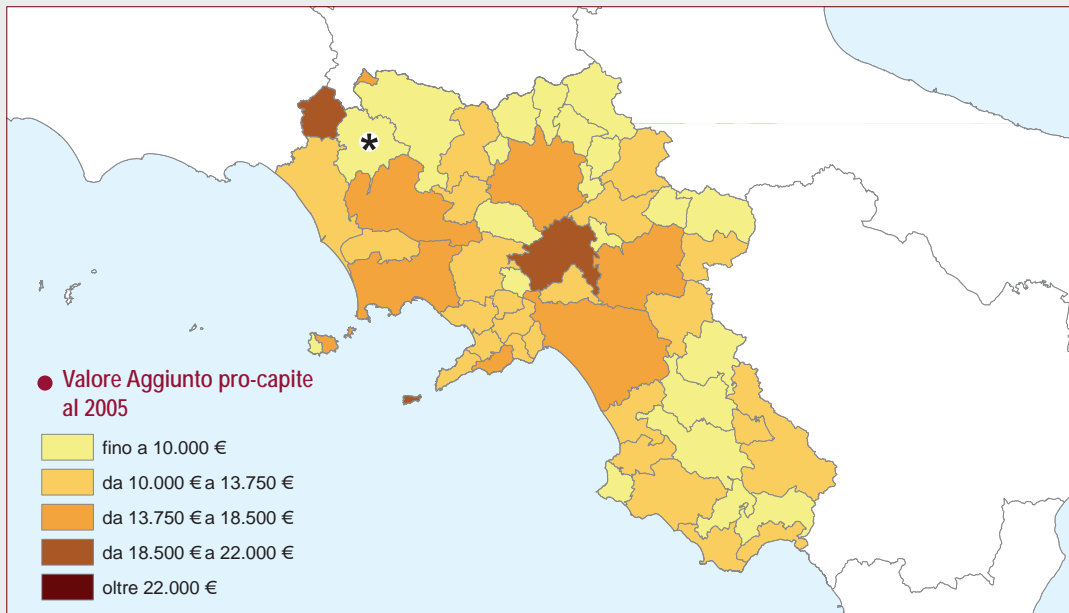 *
Valore Aggiunto pro-capite
al 2005
fino a 10.000 €
da 10.000 € a 13.750 €
da 13.750 € a 18.500 €
da 18.500 € a 22.000 €
oltre 22.000 €